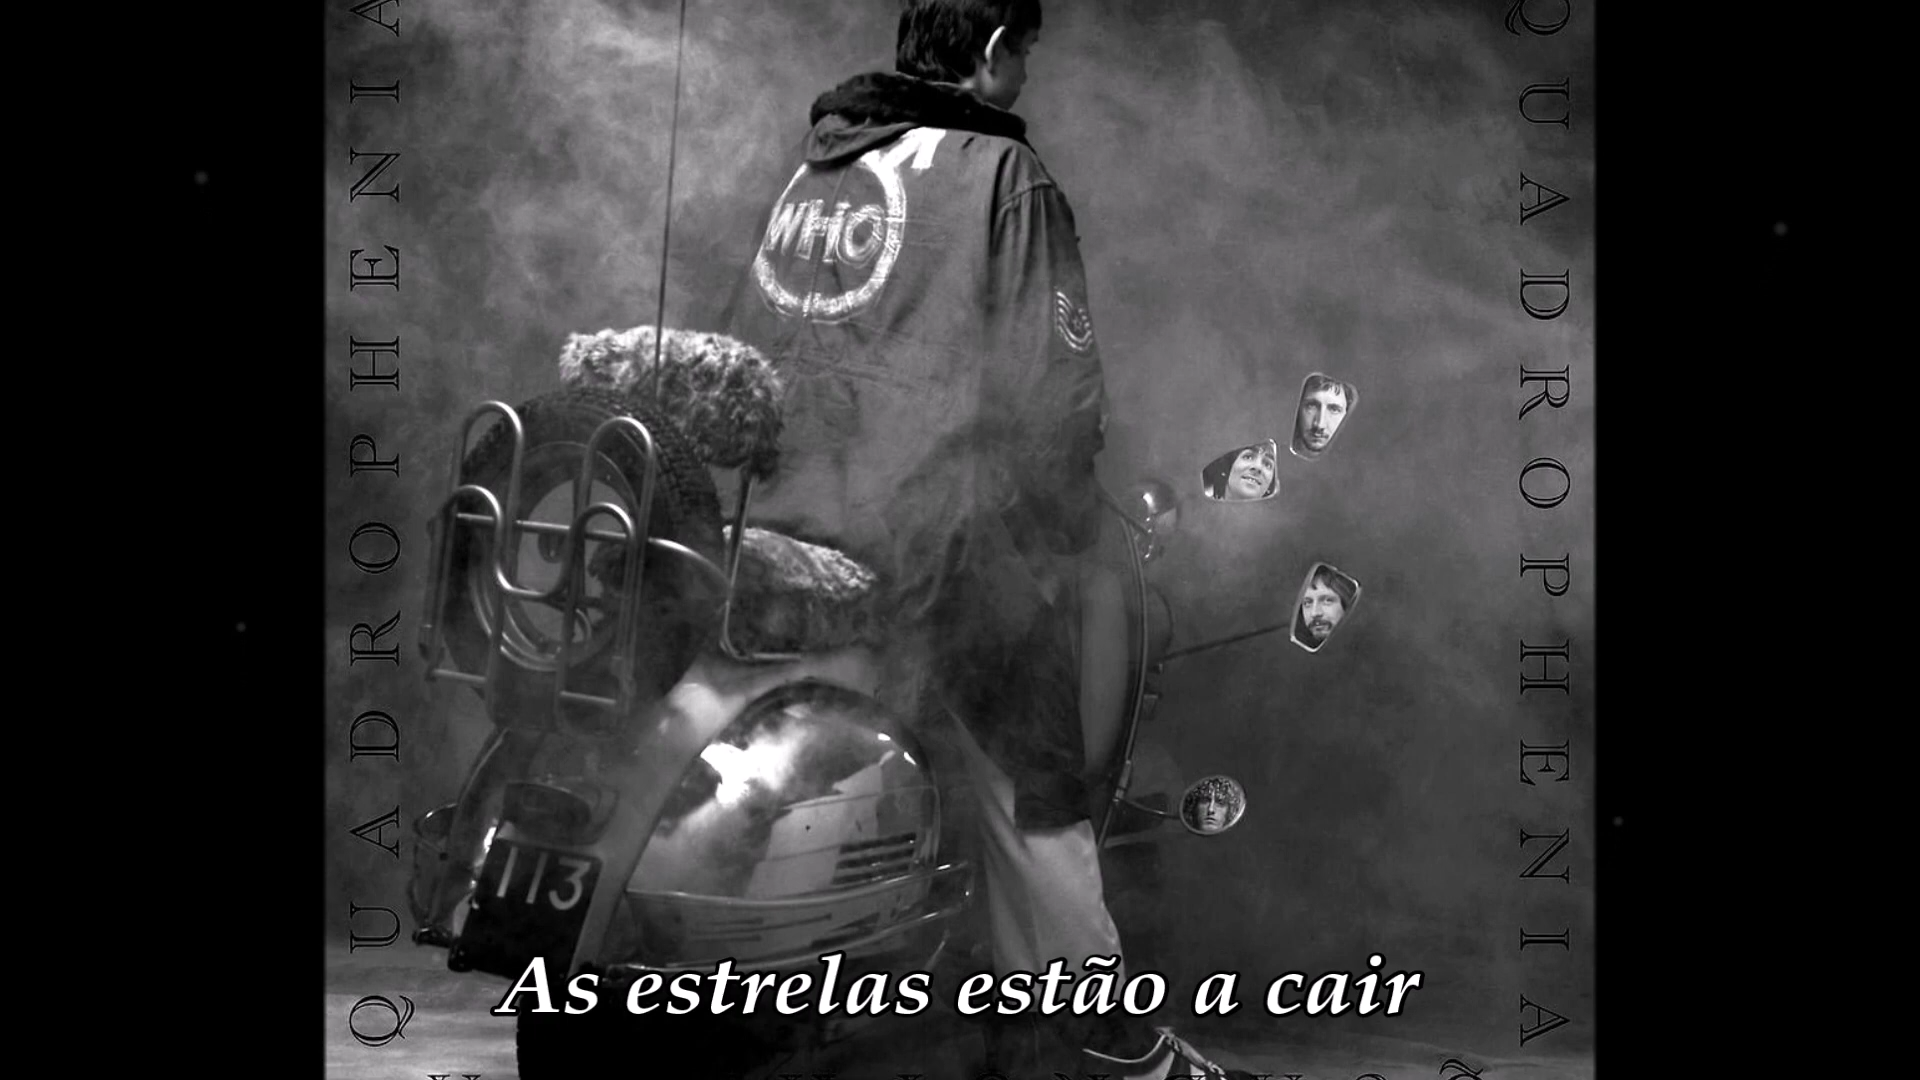 QUADROPHENIA
QUADROPHENIA
WHO
113
As estrelas estão a cair